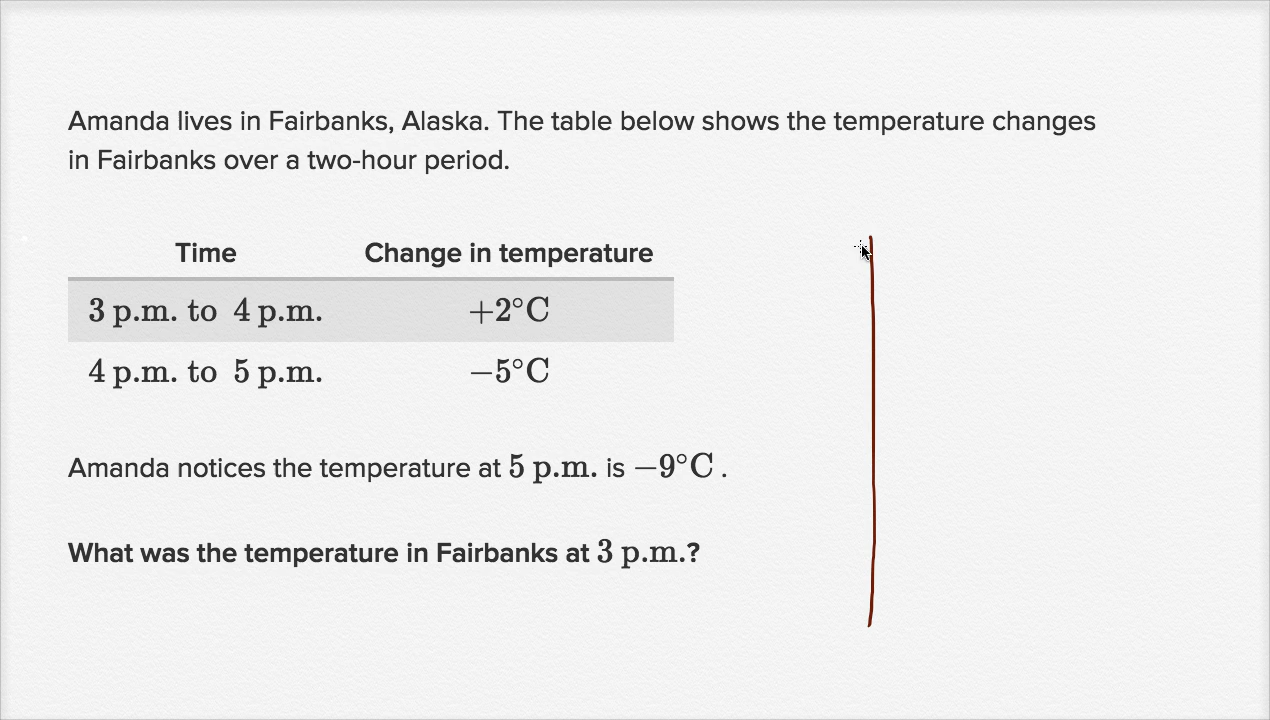 Amanda lives in Fairbanks, Alaska. The table below shows the temperature changes
in Fairbanks over a two-hour period.
Time Change in temperature
3 p.m. to 4 p.m. +2°C
4 p.m. to 5 p.m. −5°C
Amanda notices the temperature at 5 p.m. is −9°C .
What was the temperature in Fairbanks at 3 p.m.?